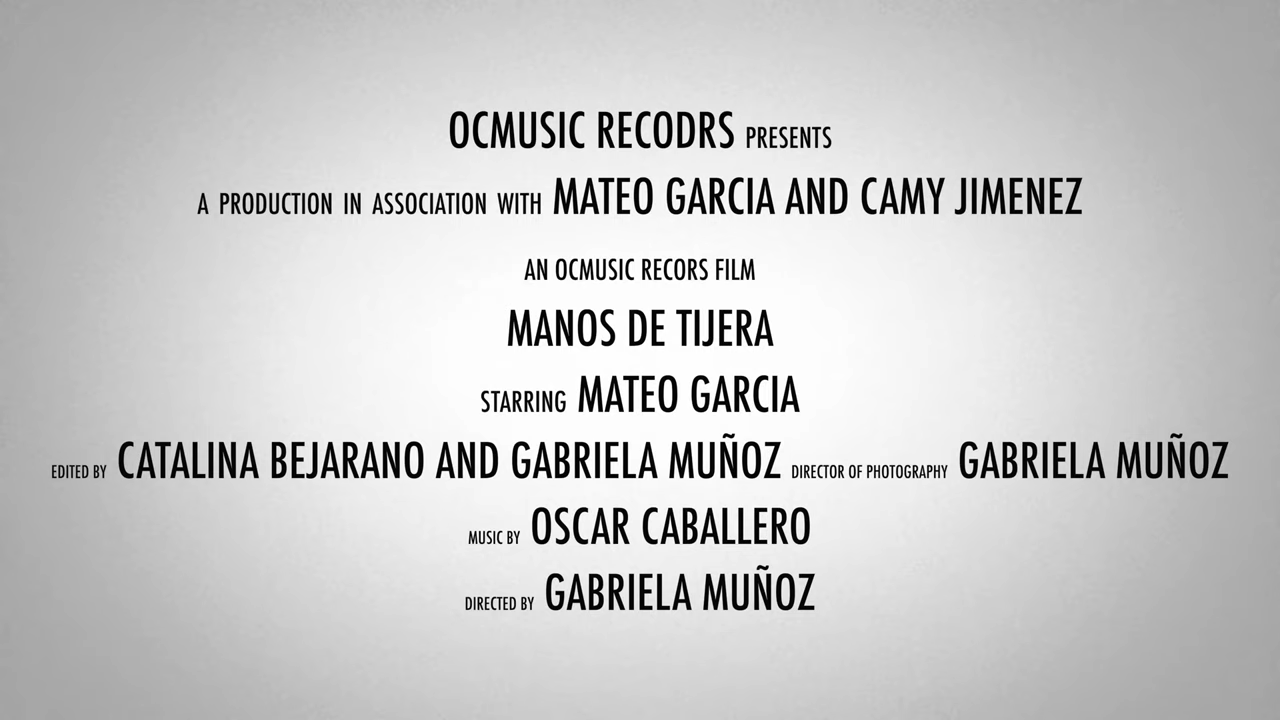 OCMUSIC RECODRS PRESENTS
A PRODUCTION IN ASSOCIATION WITH MATEO GARCIA AND CAMY JIMENEZ
AN OCMUSIC RECORS FILM
MANOS DE TIJERA
STARRING MATEO GARCIA
EDITED BY CATALINA BEJARANO AND GABRIELA MUÑOZ DIRECTOR OF PHOTOGRAPHY GABRIELA MUÑOZ
MUSIC BY OSCAR CABALLERO
DIRECTED BY GABRIELA MUÑOZ